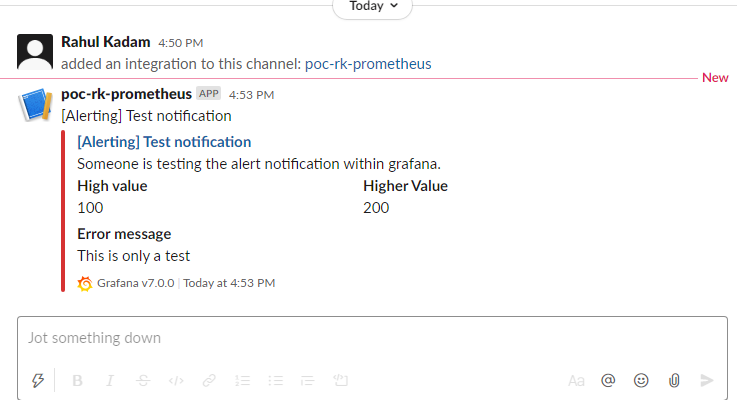 Today
Rahul Kadam 4:50 PM
added an integration to this channel: poc-rk-prometheus
New
poc-rk-prometheus APP 4:53 PM
[Alerting] Test notification
[Alerting] Test notification
Someone is testing the alert notification within grafana.
High value Higher Value
100 200
Error message
This is only a test
Grafana v7.0.0 | Today at 4:53 PM
Jot something down
B I S </> Aa @